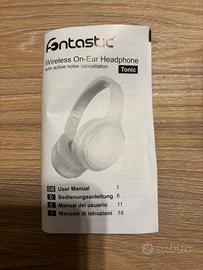 fontastic
Wireless On-Ear Headphone
with active noise cancellation
Tonic
GB User Manual 1
D Bedienungsanleitung 6
E Manual del usuario 11
I Manuale di istruzioni 16
subito